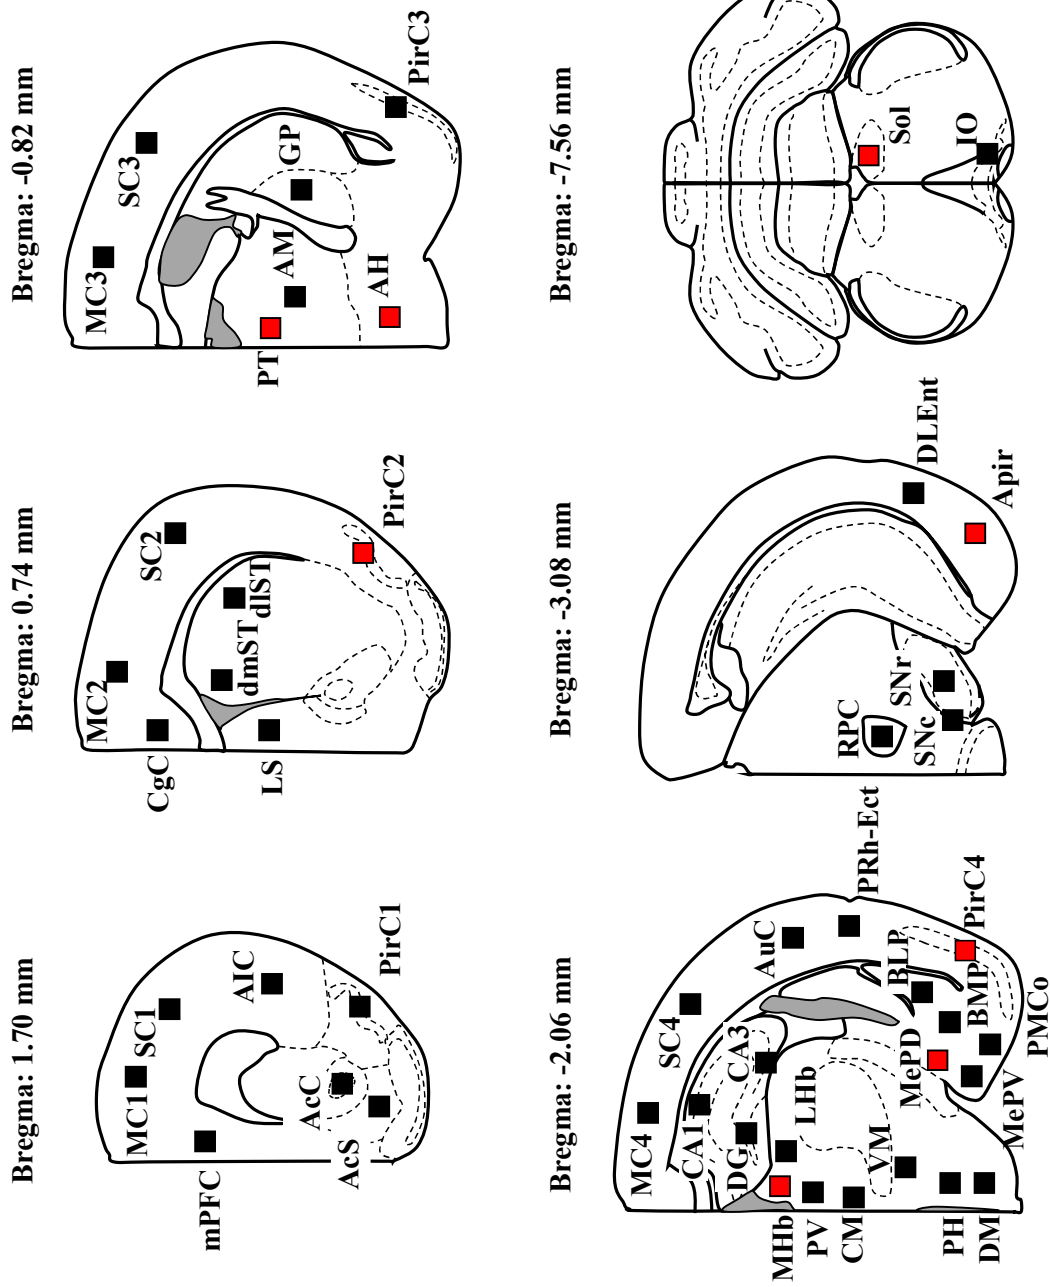 Bregma: 1.70 mm
mPFC
MC1
SC1
AIC
AcC
AcS
PirC1
Bregma: 0.74 mm
CgC
MC2
SC2
dmST
dlST
LS
PirC2
Bregma: -0.82 mm
MC3
SC3
PT
AM
GP
AH
PirC3
Bregma: -2.06 mm
MC4
SC4
CA1
AuC
DG
CA3
MHb
LHb
PV
CM
VM
PRh-Ect
MePD
BLP
PH
DM
PirC4
BMP
MePV
PMCo
Bregma: -3.08 mm
RPC
SNr
SNc
DLEnt
Apir
Bregma: -7.56 mm
Sol
IO